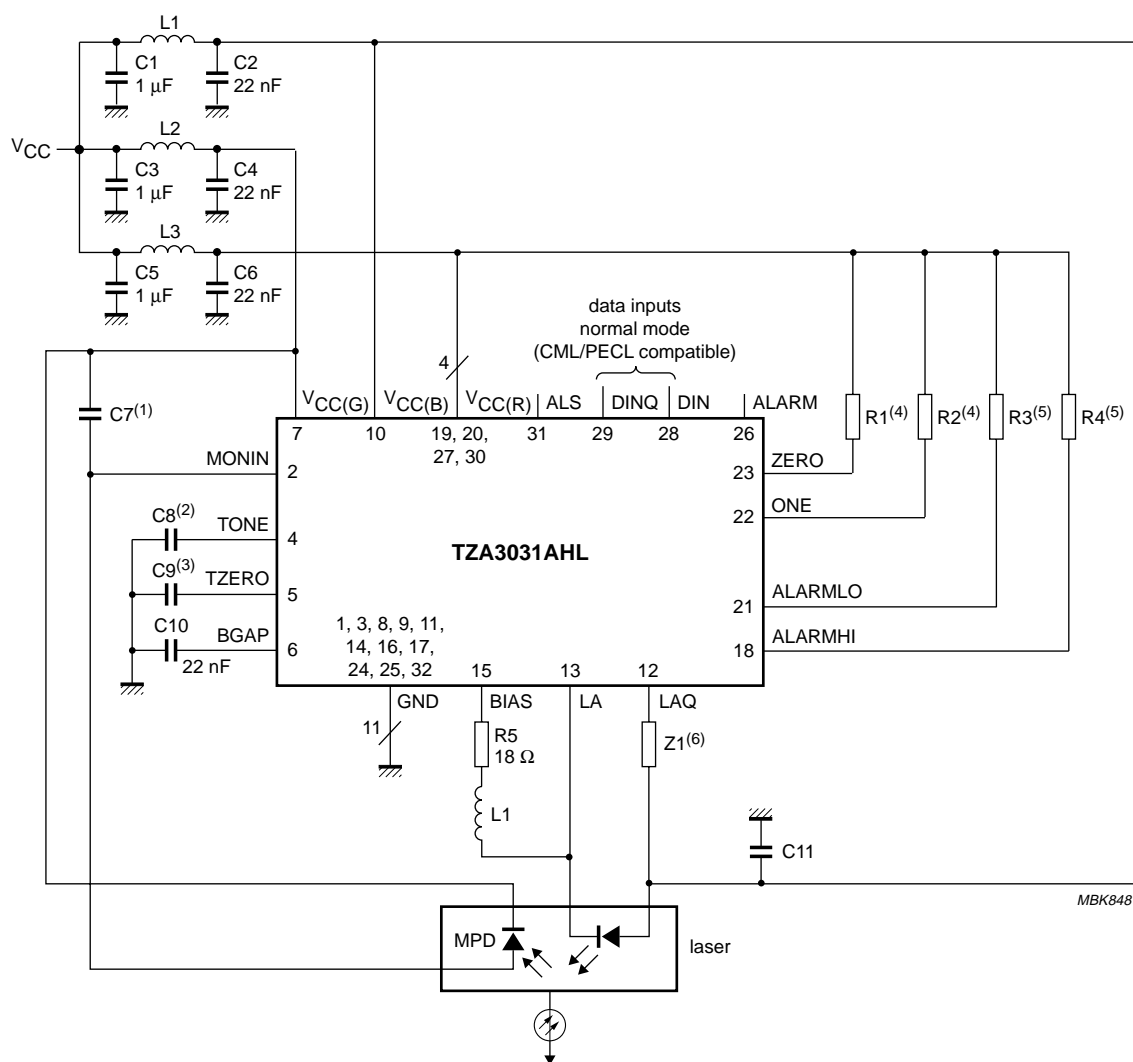 L1
C1
1 μF
C2
22 nF
VCC
L2
C3
1 μF
C4
22 nF
L3
C5
1 μF
C6
22 nF
data inputs
normal mode
(CML/PECL compatible)
4
C7(1)
VCC(G)
VCC(B)
VCC(R)
ALS
DINQ
DIN
ALARM
R1(4)
R2(4)
R3(5)
R4(5)
7
10
19, 20,
27, 30
31
29
28
26
MONIN
2
23
ZERO
C8(2)
TONE
4
22
ONE
TZA3031AHL
C9(3)
TZERO
5
21
ALARMLO
C10
22 nF
BGAP
6
1, 3, 8, 9, 11,
14, 16, 17,
24, 25, 32
18
ALARMHI
15
13
12
GND
BIAS
LA
LAQ
11
R5
18 Ω
Z1(6)
L1
C11
MBK848
MPD
laser